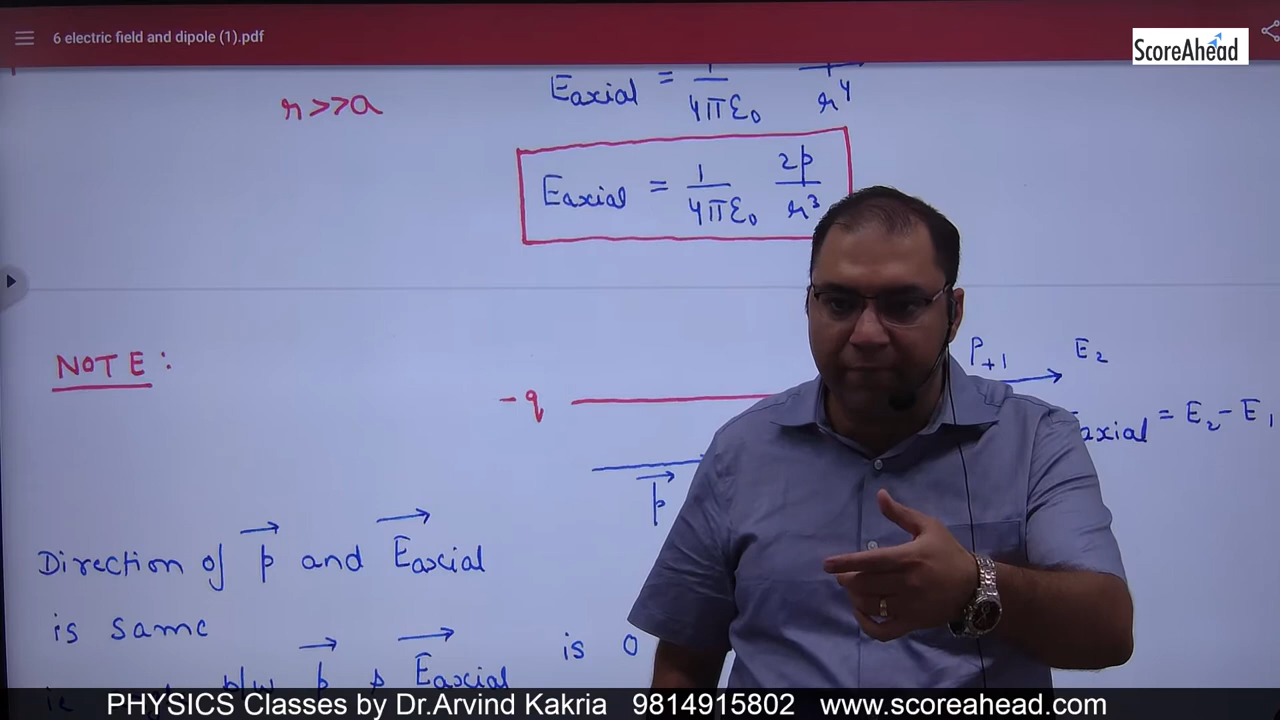 6 electric field and dipole (1).pdf
ScoreAhead
r>>a
Eaxial = 1/4πε₀ r⁴
Eaxial = 1/4πε₀ 2p/r³
NOTE:
-q
P+1
E₂
axial = E₂ - E₁
p
Direction of p and Eaxial
is same
is 0
b/w p & Eaxial
PHYSICS Classes by Dr.Arvind Kakria 9814915802 www.scoreahead.com